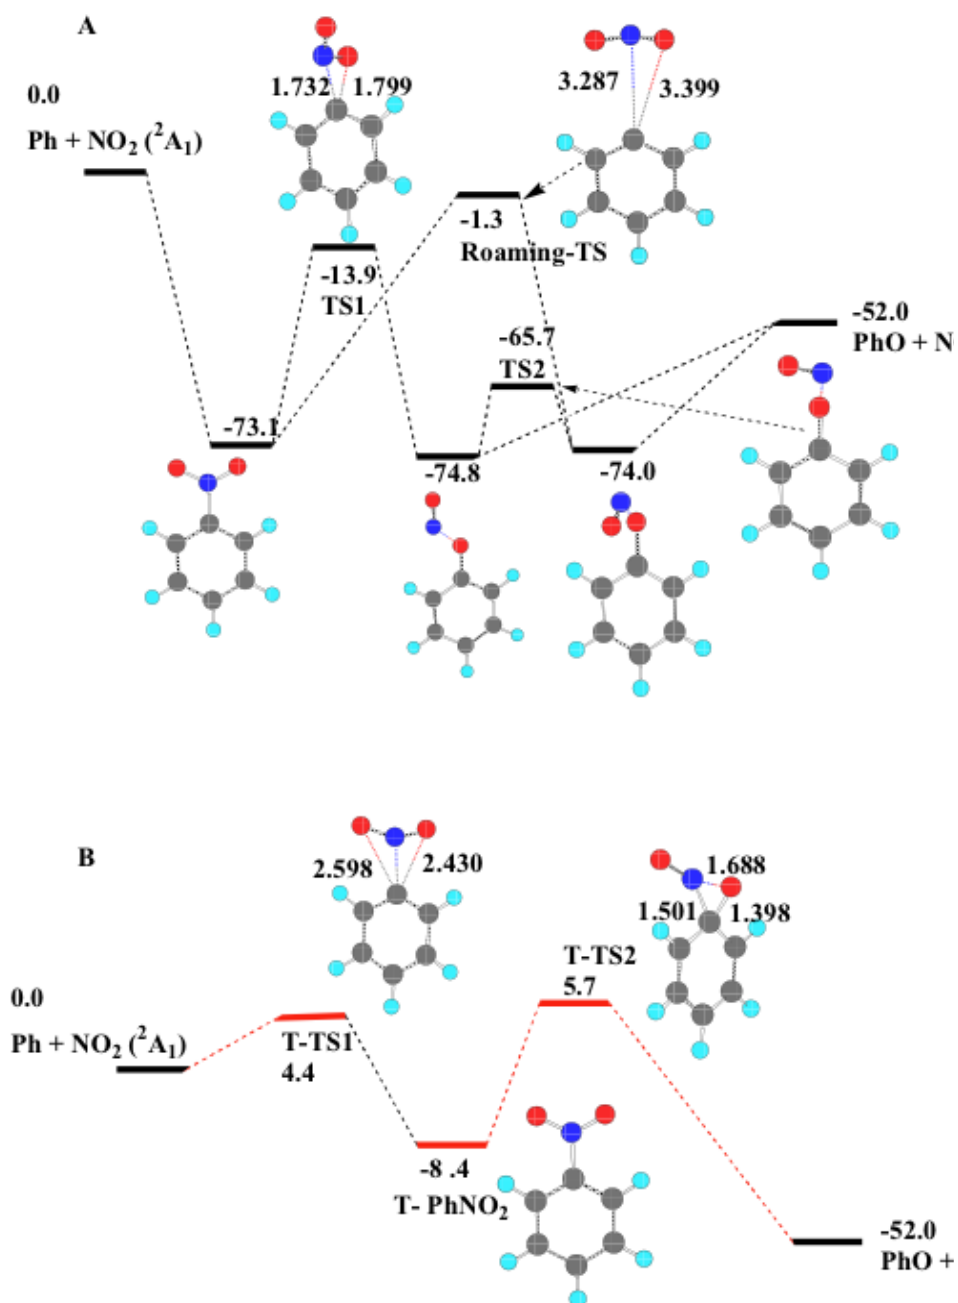 A
0.0
Ph + NO₂ (²A₁)
1.732
1.799
3.287
3.399
-1.3
Roaming-TS
-13.9
TS1
-52.0
PhO + N
-65.7
TS2
-73.1
-74.8
-74.0
B
2.598
2.430
1.688
1.501
1.398
T-TS2
5.7
0.0
Ph + NO₂ (²A₁)
T-TS1
4.4
-8 .4
T- PhNO₂
-52.0
PhO +